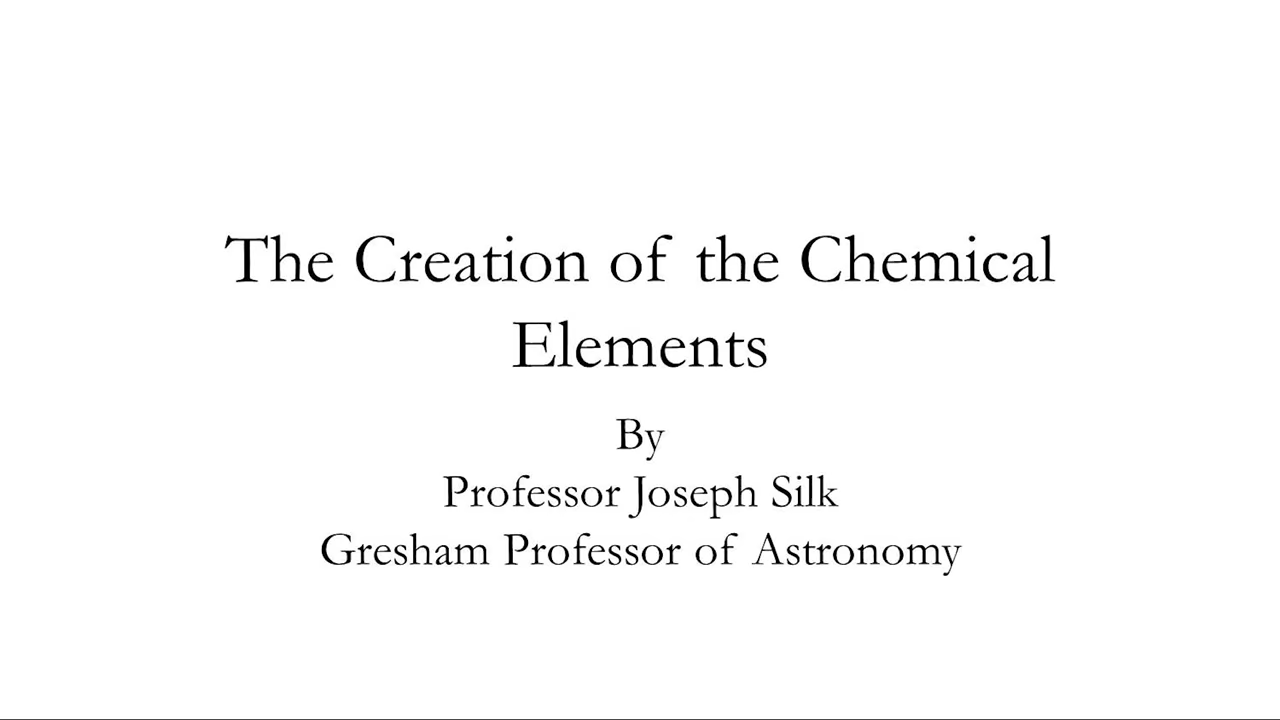 The Creation of the Chemical
Elements
By
Professor Joseph Silk
Gresham Professor of Astronomy